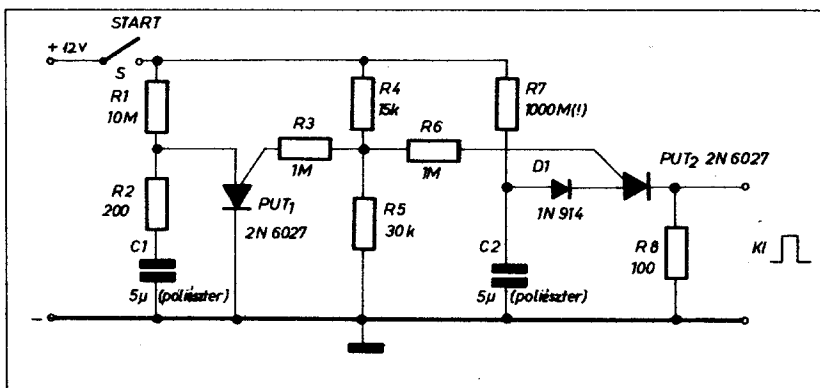 START
+ 12V
S
R1
10M
R2
200
C1
5µ (poliészter)
PUT1
2N 6027
R3
1M
R4
15k
R5
30k
R6
1M
R7
1000M(!)
D1
1N 914
C2
5µ (poliészter)
PUT2 2N 6027
R8
100
KI
–